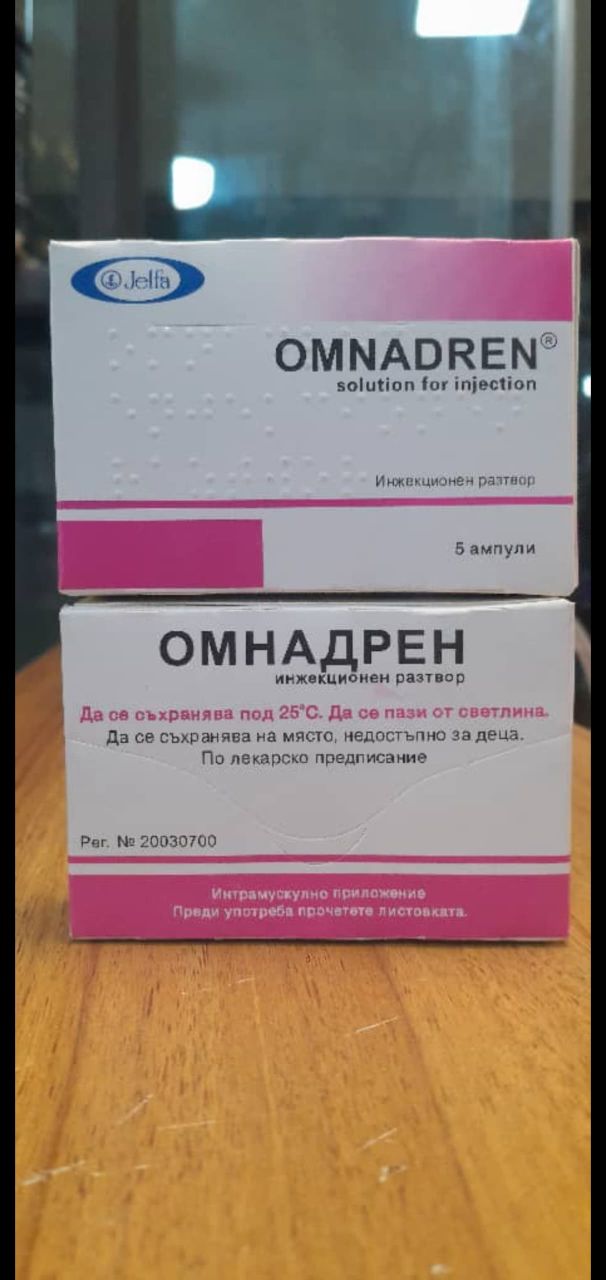 Jelfa
OMNADREN®
solution for injection
Инжекционен разтвор
5 ампули
ОМНАДРЕН
инжекционен разтвор
Да се съхранява под 25°C. Да се пази от светлина.
Да се съхранява на място, недостъпно за деца.
По лекарско предписание
Рег. № 20030700
Интрамускулно приложение
Преди употреба прочетете листовката.